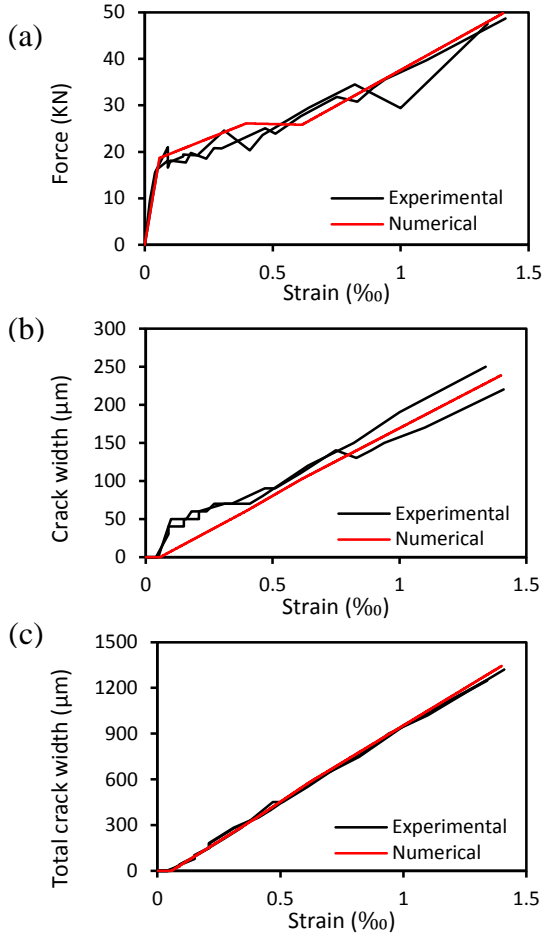 (a)
Force (KN)
50
40
30
20
10
0
0
0.5
1
1.5
Strain (‰)
Experimental
Numerical
(b)
Crack width (µm)
300
250
200
150
100
50
0
0
0.5
1
1.5
Strain (‰)
Experimental
Numerical
(c)
Total crack width (µm)
1500
1200
900
600
300
0
0
0.5
1
1.5
Strain (‰)
Experimental
Numerical